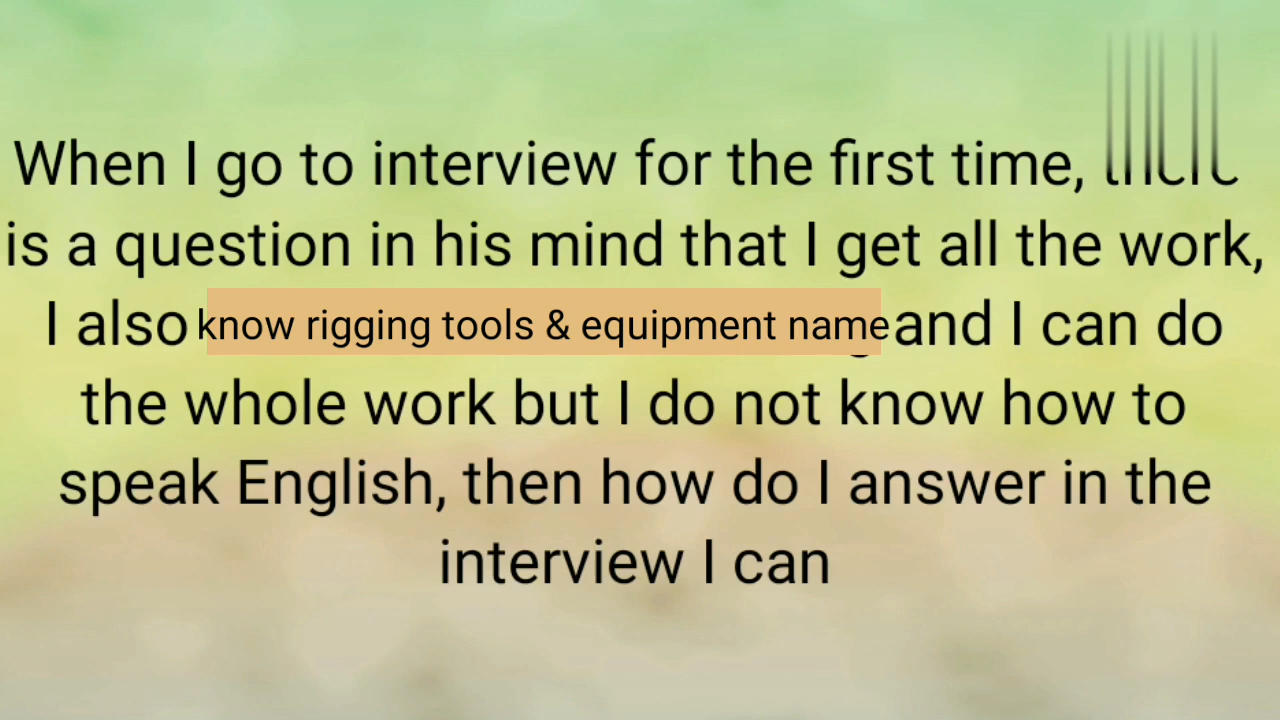 When I go to interview for the first time, there
is a question in his mind that I get all the work,
I also know rigging tools & equipment name and I can do
the whole work but I do not know how to
speak English, then how do I answer in the
interview I can